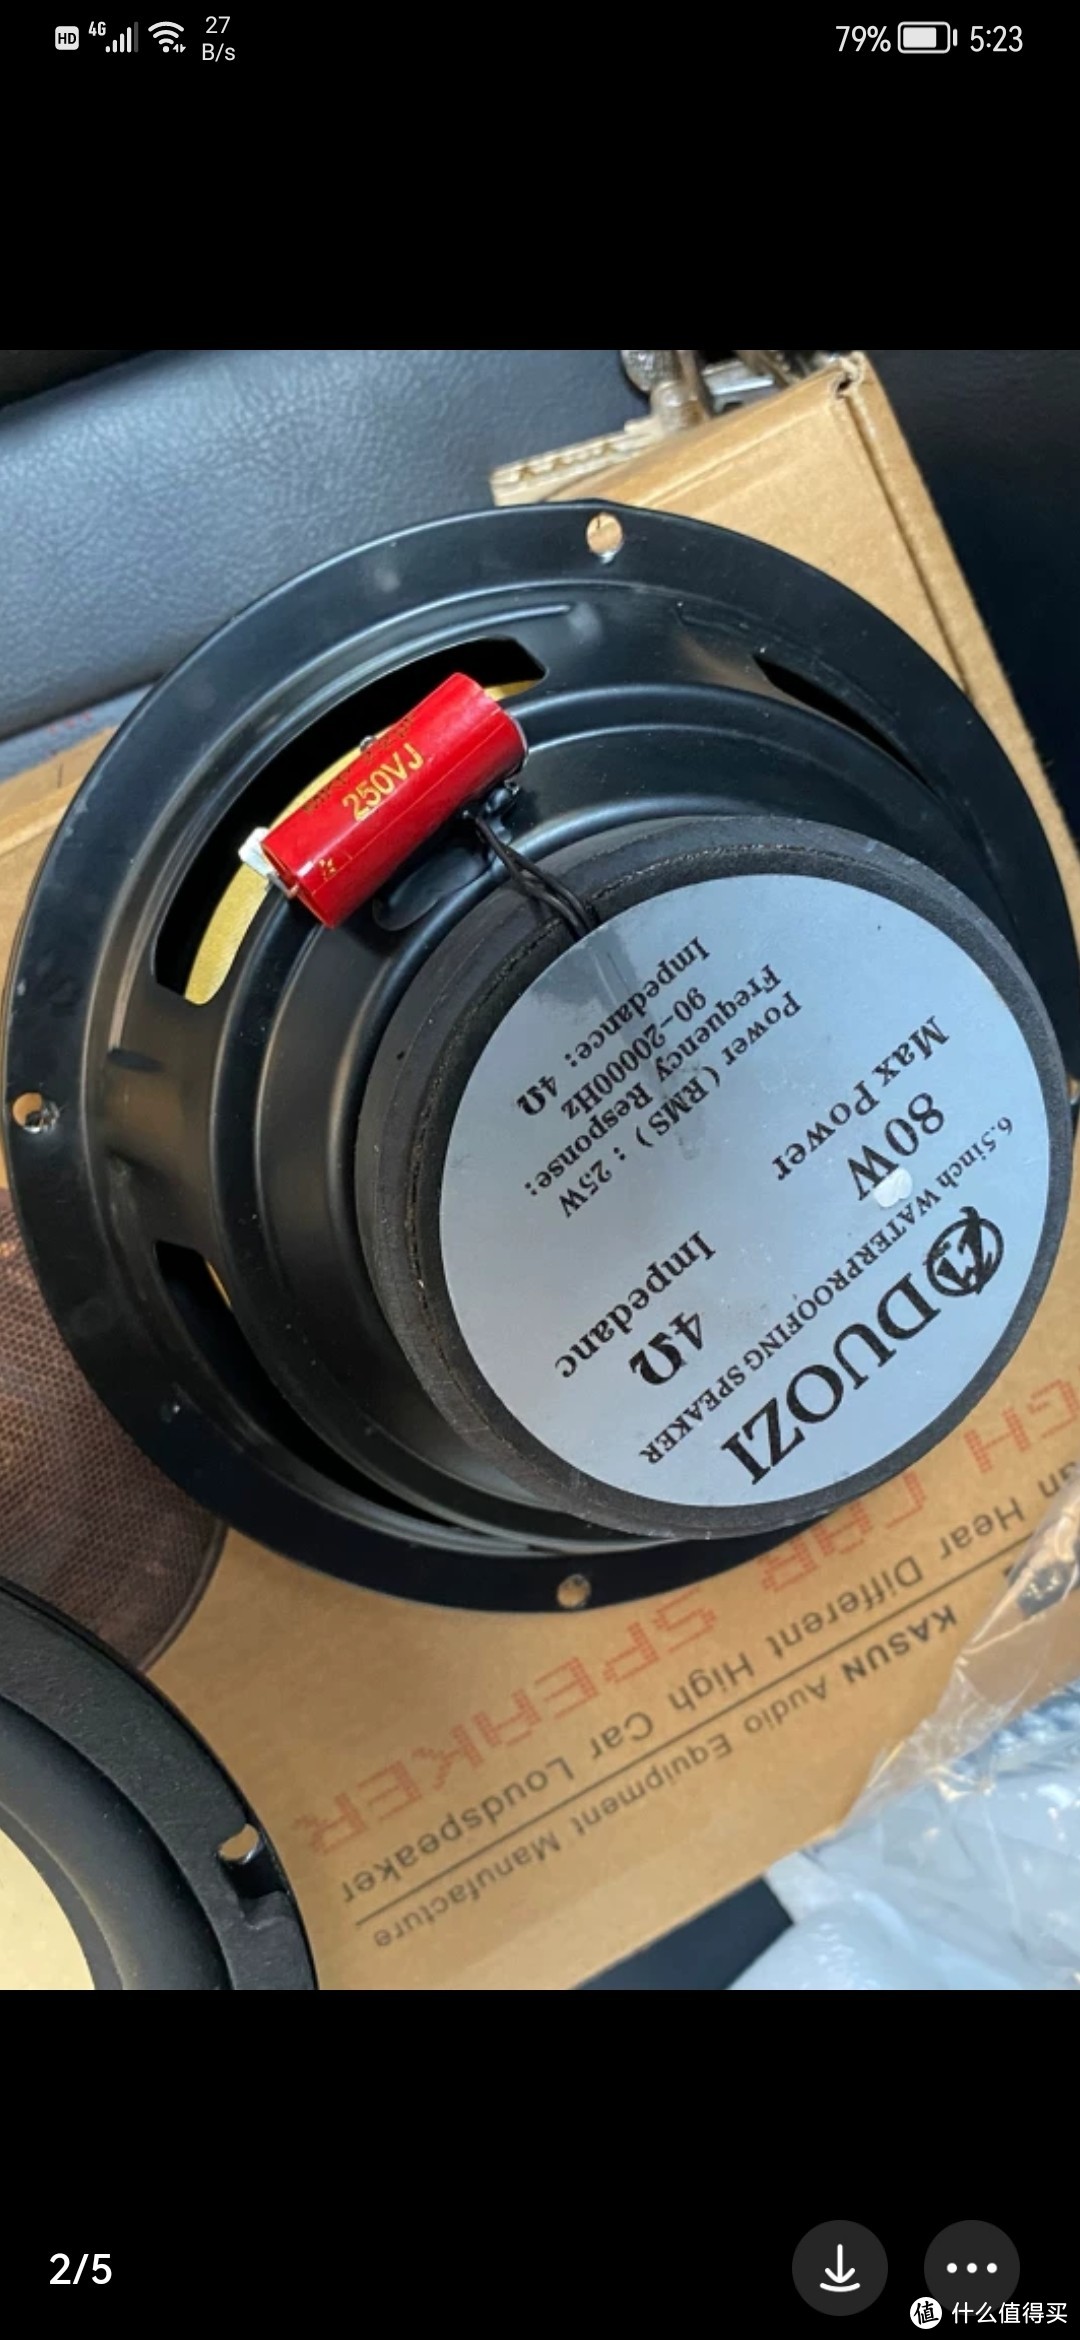 HD 4G 27 B/s 79% 5:23
250VJ
DUOZI
6.5inch WATERPROOFING SPEAKER
80W
Max Power
4Ω
Impedanc
Power (RMS) : 25W
Frequency Response:
90-20000Hz
Impedance: 4Ω
CAR SPEAKER
Hear Different High Car Loudspeaker
KASUN Audio Equipment Manufacture
2/5
值 什么值得买